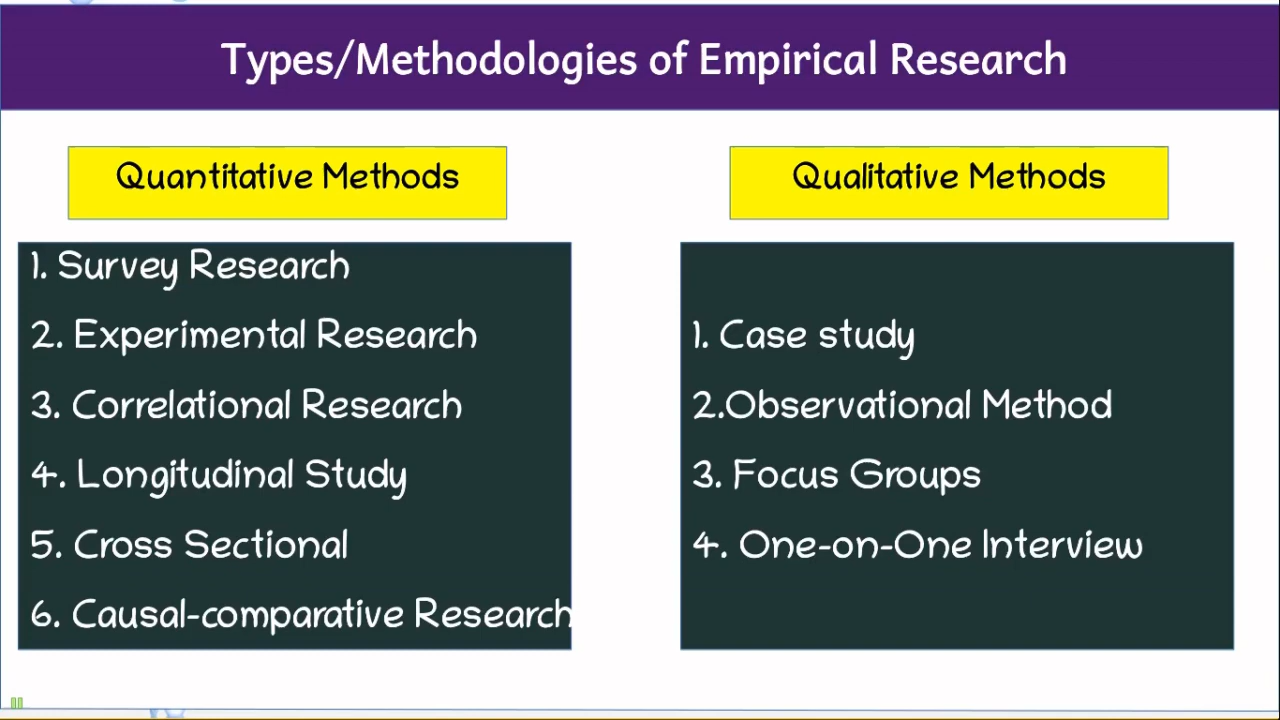 Types/Methodologies of Empirical Research
Quantitative Methods
1. Survey Research
2. Experimental Research
3. Correlational Research
4. Longitudinal Study
5. Cross Sectional
6. Causal-comparative Research
Qualitative Methods
1. Case study
2.Observational Method
3. Focus Groups
4. One-on-One Interview